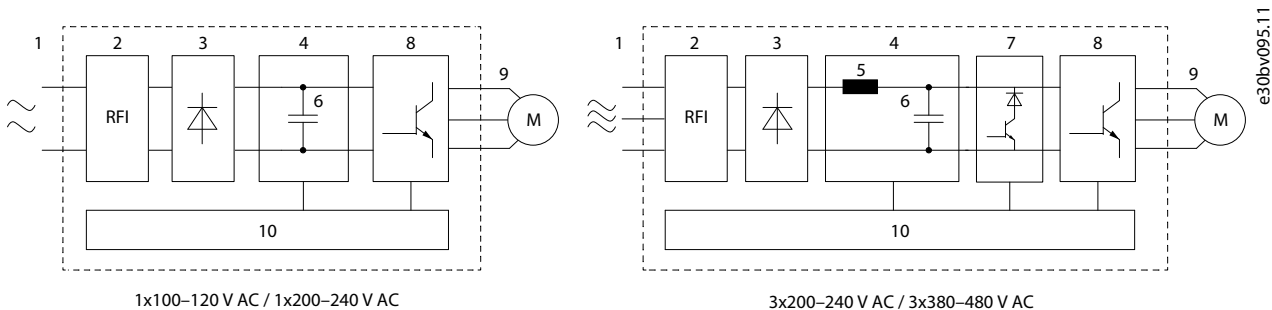 1 2 3 4 8
9
6
RFI
M
10
1x100–120 V AC / 1x200–240 V AC
1 2 3 4 7 8
5
9
6
RFI
M
10
3x200–240 V AC / 3x380–480 V AC
e30bv095.11